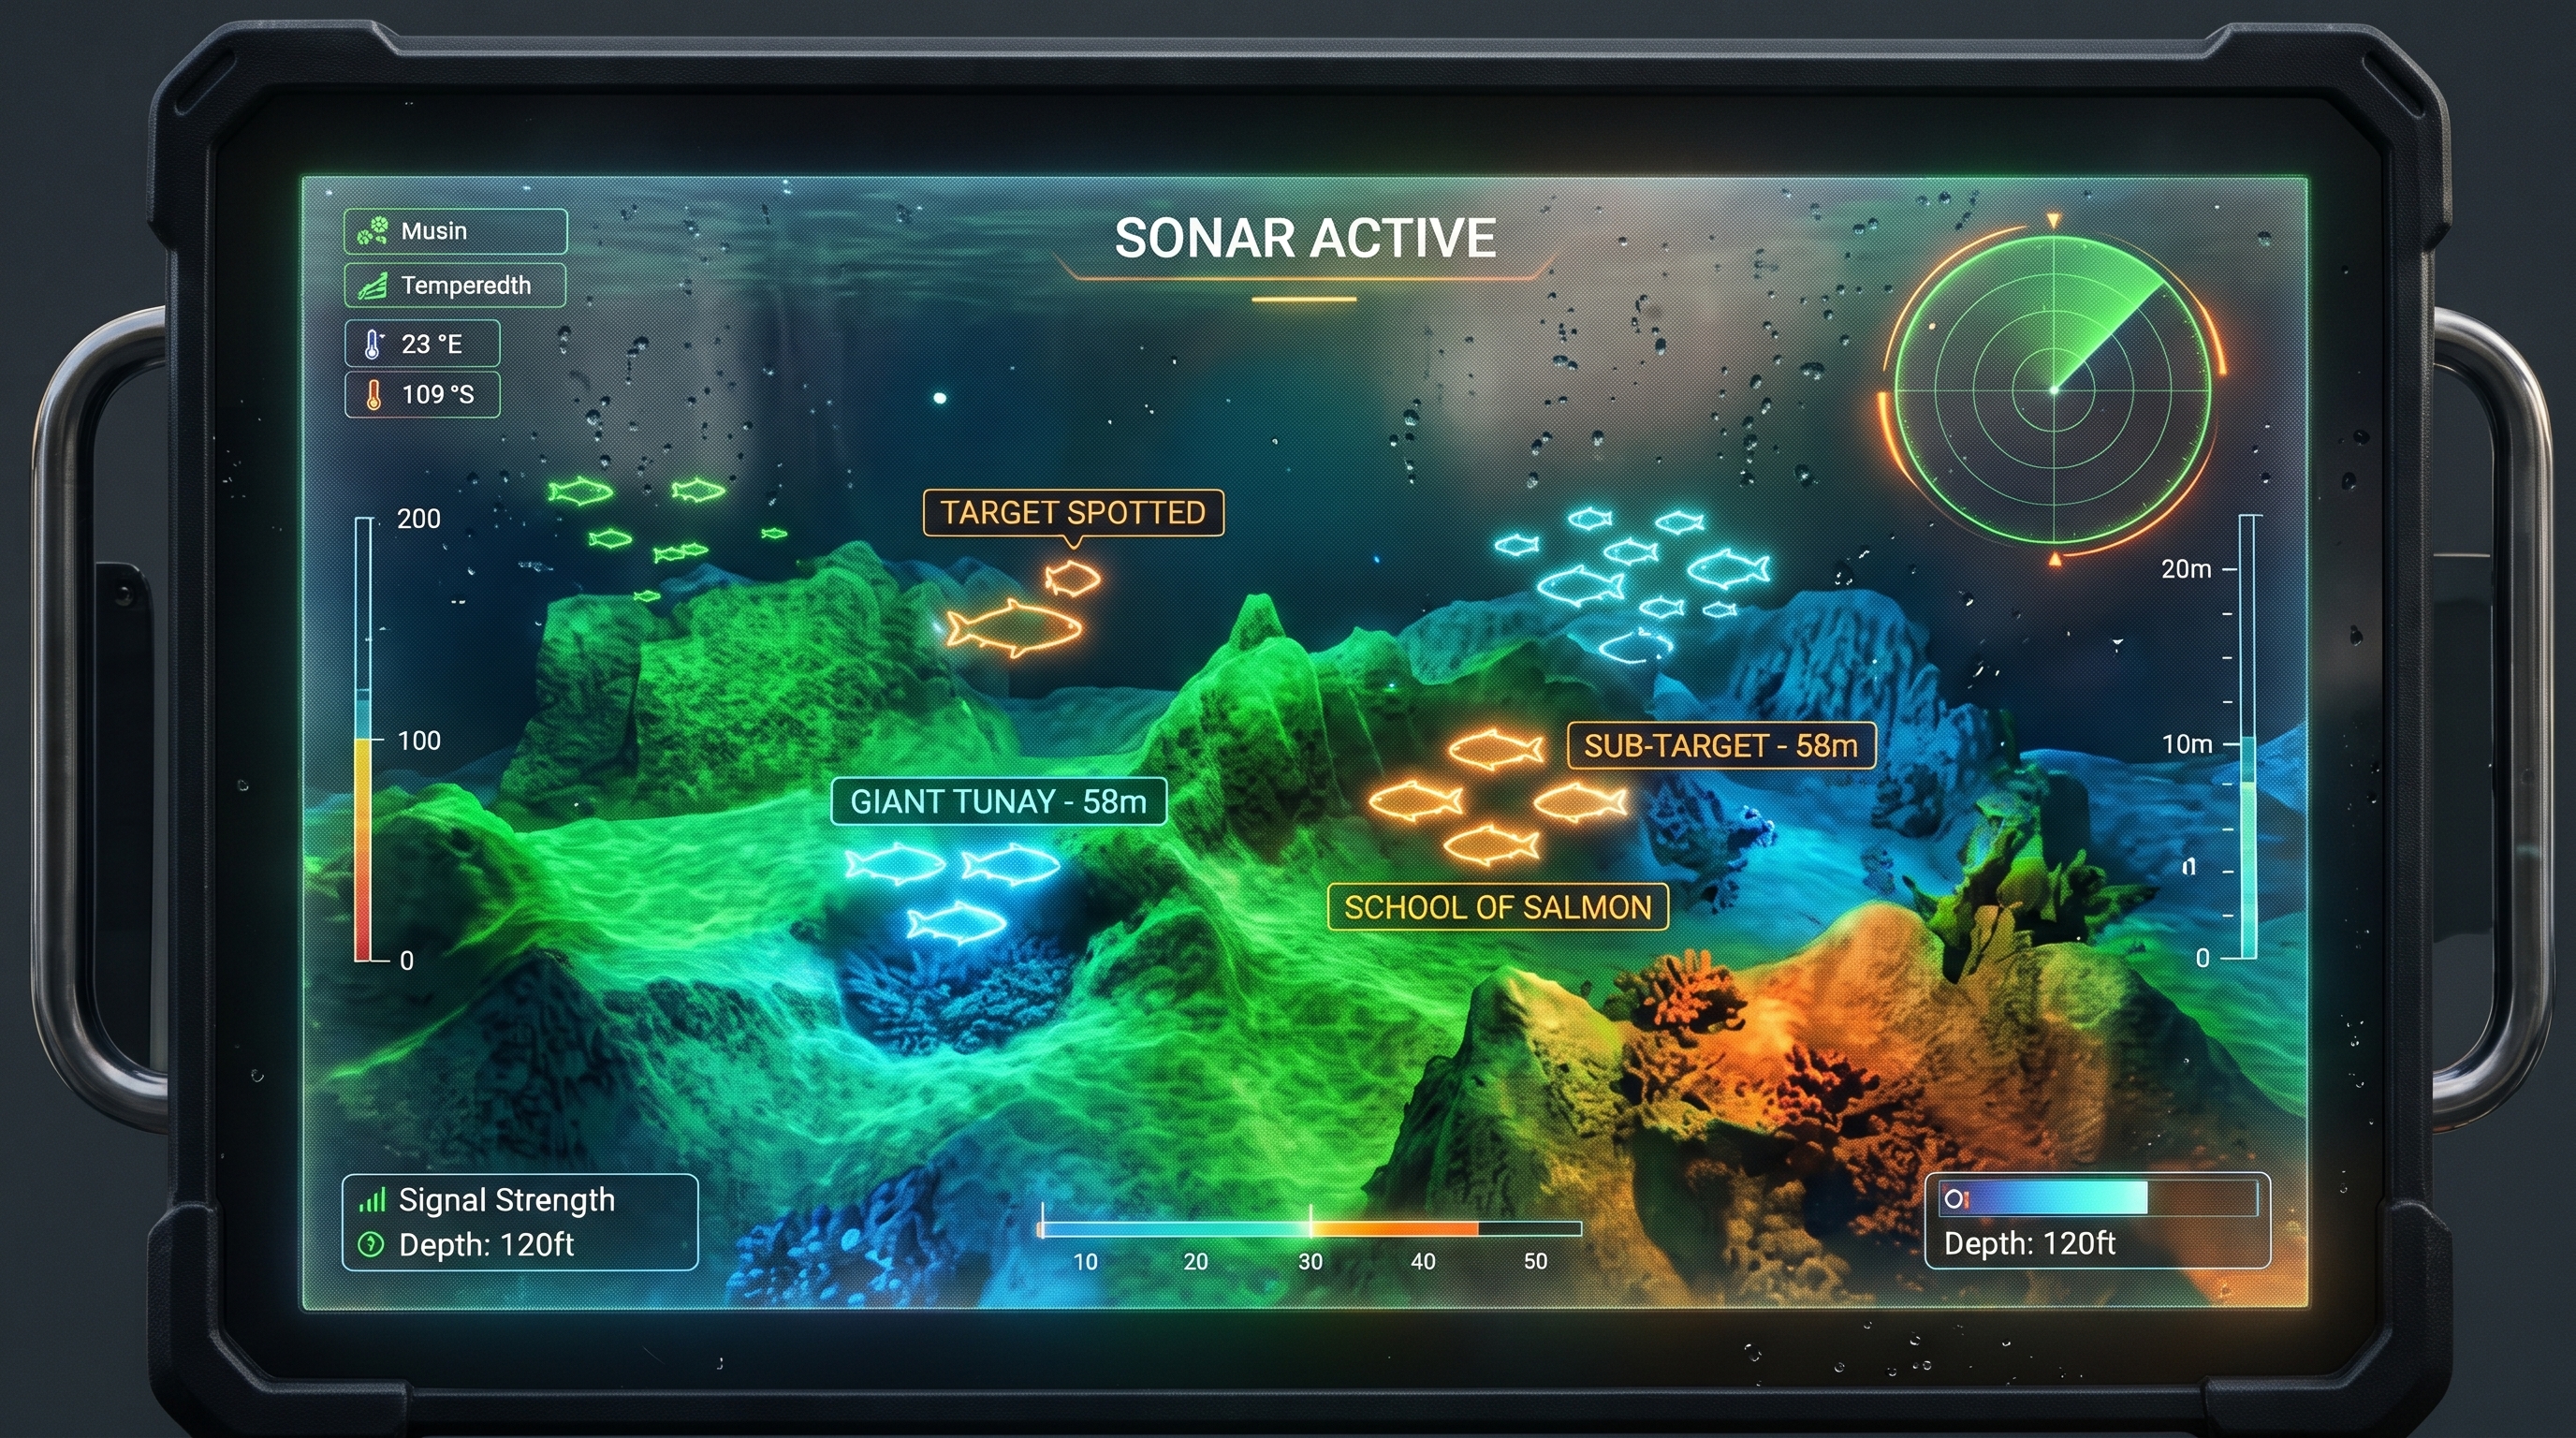 SONAR ACTIVE
Musin
Temperedth
23 °E
109 °S
200
100
0
TARGET SPOTTED
20m
10m
0
SUB-TARGET - 58m
GIANT TUNAY - 58m
SCHOOL OF SALMON
Signal Strength
Depth: 120ft
10 20 30 40 50
Depth: 120ft